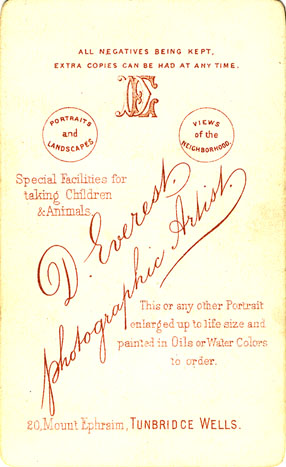 ALL NEGATIVES BEING KEPT,
EXTRA COPIES CAN BE HAD AT ANY TIME.
DE
PORTRAITS
and
LANDSCAPES
VIEWS
of the
NEIGHBORHOOD.
Special Facilities for
taking Children
& Animals.
D. Everest.
photographic Artist.
This or any other Portrait
enlarged up to life size and
painted in Oils or Water Colors
to order.
20, Mount Ephraim, TUNBRIDGE WELLS.